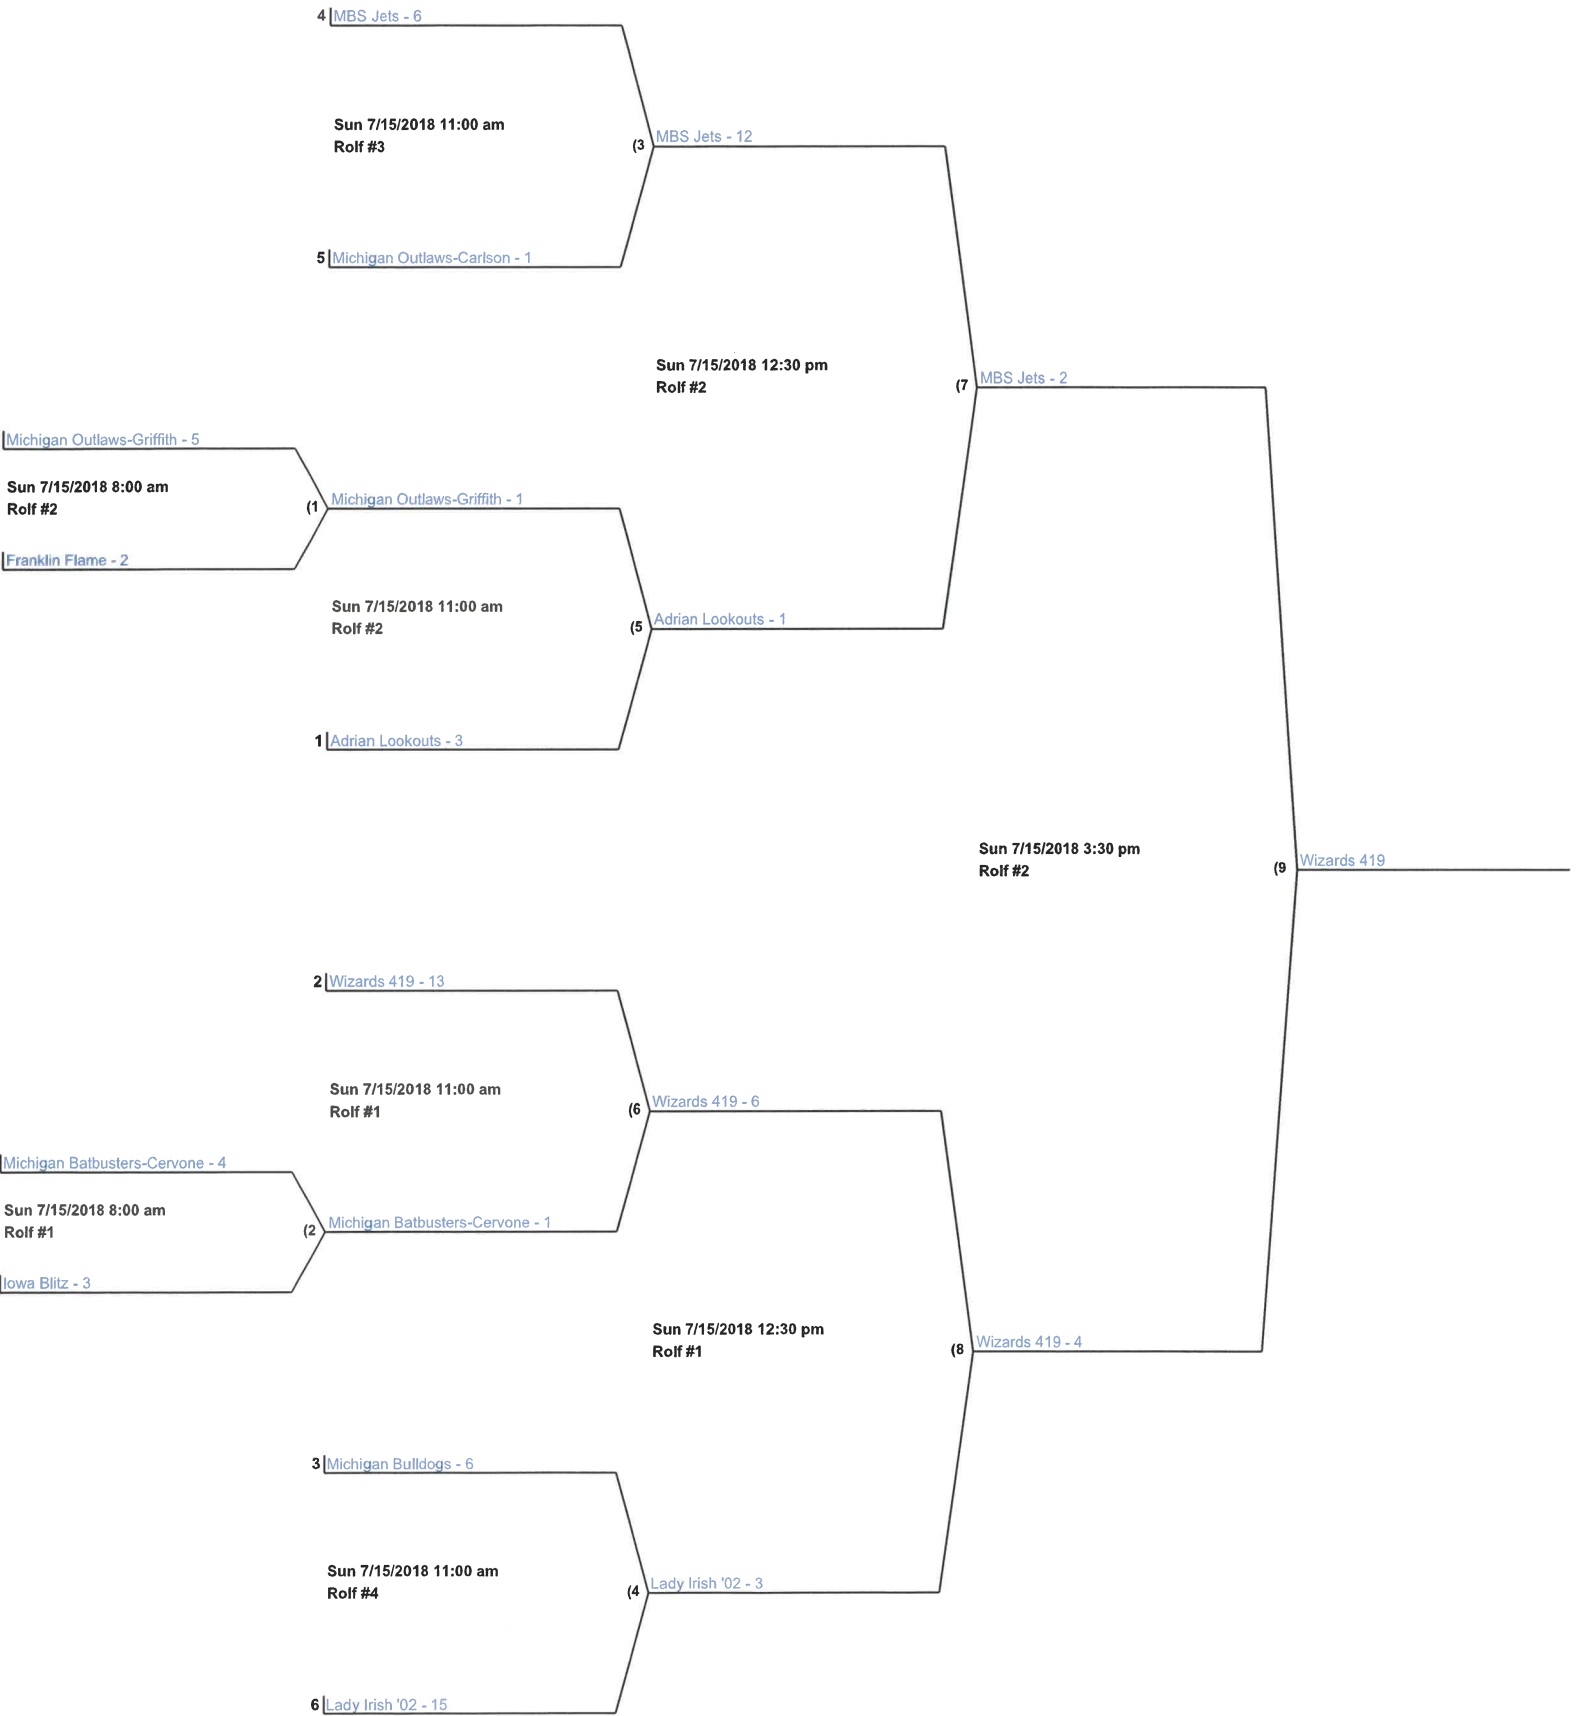 4 MBS Jets - 6
Sun 7/15/2018 11:00 am
Rolf #3
(3 MBS Jets - 12
5 Michigan Outlaws-Carlson - 1
Sun 7/15/2018 12:30 pm
Rolf #2
(7 MBS Jets - 2
Michigan Outlaws-Griffith - 5
Sun 7/15/2018 8:00 am
Rolf #2
(1 Michigan Outlaws-Griffith - 1
Franklin Flame - 2
Sun 7/15/2018 11:00 am
Rolf #2
(5 Adrian Lookouts - 1
1 Adrian Lookouts - 3
Sun 7/15/2018 3:30 pm
Rolf #2
(9 Wizards 419
2 Wizards 419 - 13
Sun 7/15/2018 11:00 am
Rolf #1
(6 Wizards 419 - 6
Michigan Batbusters-Cervone - 4
Sun 7/15/2018 8:00 am
Rolf #1
(2 Michigan Batbusters-Cervone - 1
Iowa Blitz - 3
Sun 7/15/2018 12:30 pm
Rolf #1
(8 Wizards 419 - 4
3 Michigan Bulldogs - 6
Sun 7/15/2018 11:00 am
Rolf #4
(4 Lady Irish '02 - 3
6 Lady Irish '02 - 15